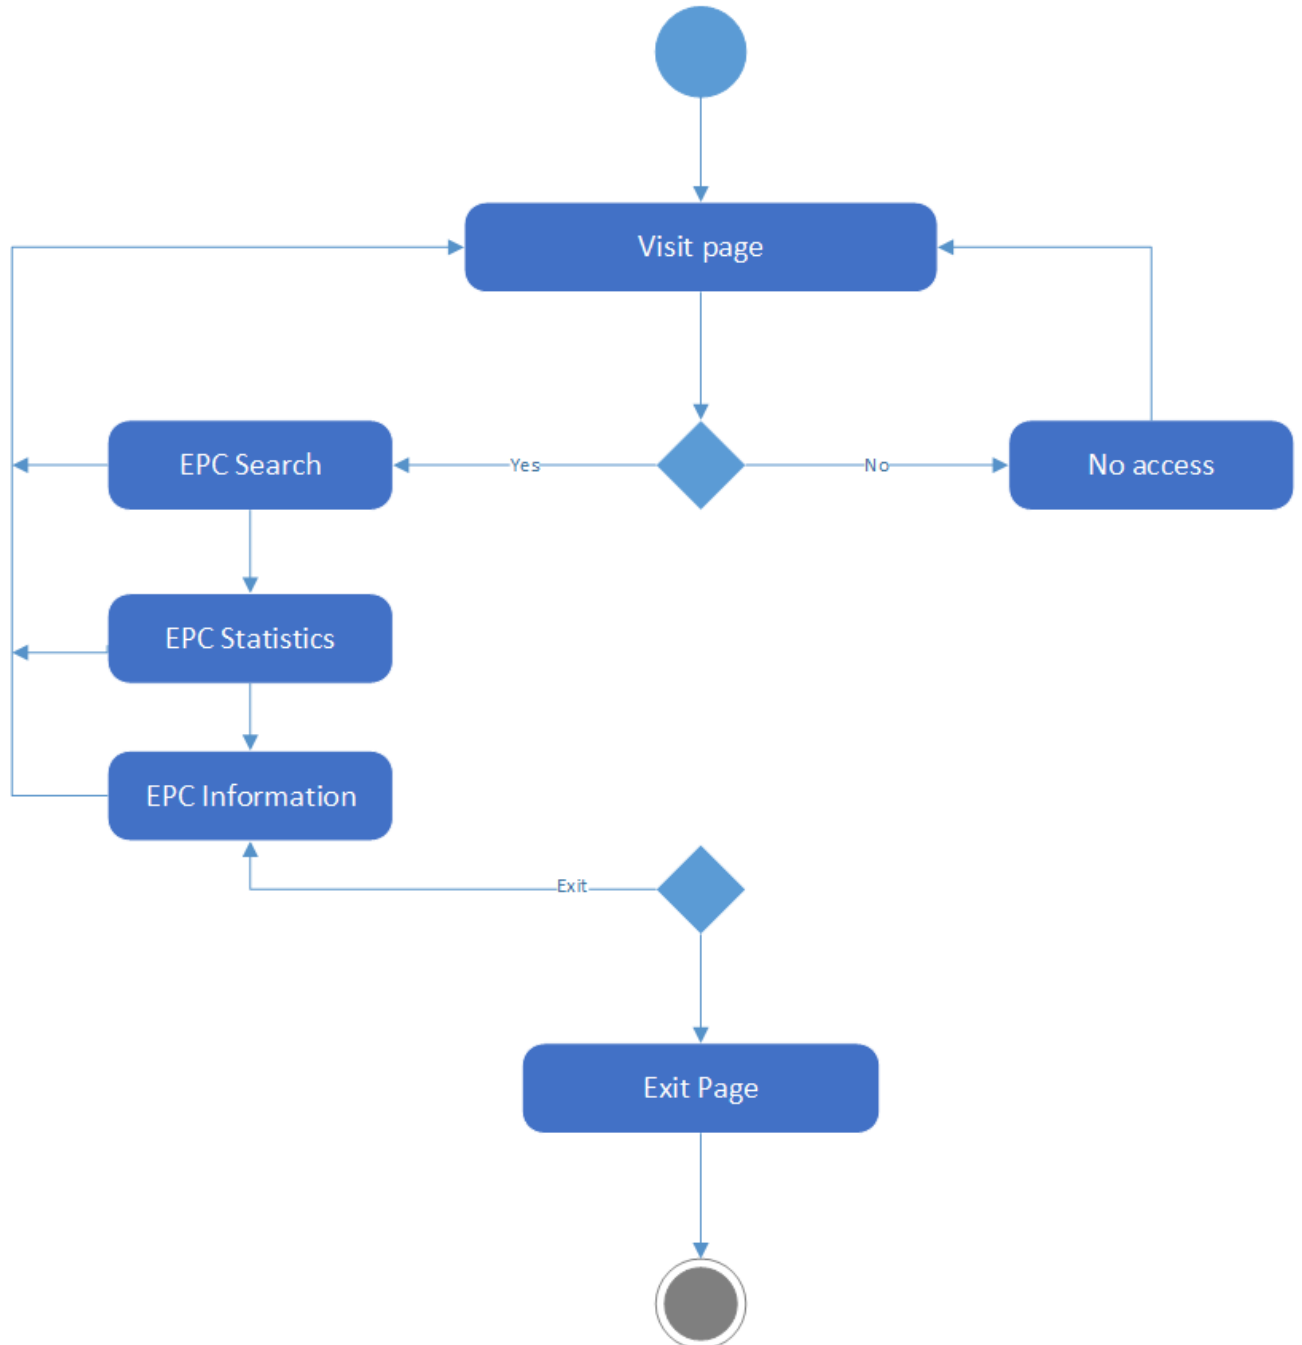 Visit page
EPC Search
Yes
No
No access
EPC Statistics
EPC Information
Exit
Exit Page